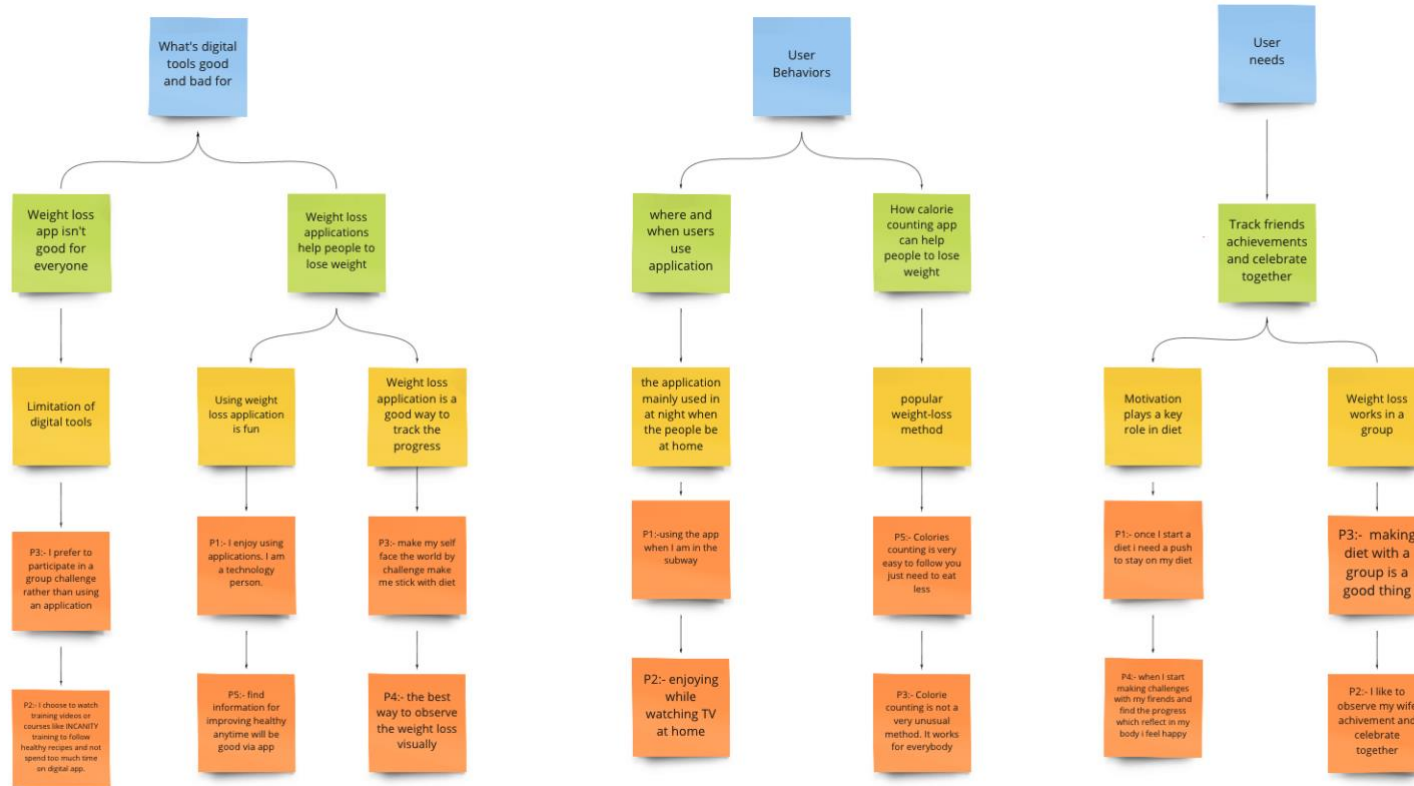 What's digital
tools good
and bad for
User
Behaviors
User
needs
Weight loss
app isn't
good for
everyone
Weight loss
applications
help people to
lose weight
where and
when users
use
application
How calorie
counting app
can help
people to lose
weight
Track friends
achievements
and celebrate
together
Limitation of
digital tools
Using weight
loss application
is fun
Weight loss
application is a
good way to
track the
progress
the application
mainly used in
at night when
the people be
at home
popular
weight-loss
method
Motivation
plays a key
role in diet
Weight loss
works in a
group
P3:- I prefer to
participate in a
group challenge
rather than using
an application
P1:- I enjoy using
applications. I am
a technology
person.
P3:- make my self
face the world by
challenge make
me stick with diet
P1:-using the app
when I am in the
subway
P5:- Colories
counting is very
easy to follow you
just need to eat
less
P1:- once I start a
diet i need a push
to stay on my diet
P3:- making
diet with a
group is a
good thing
P2:- I choose to watch
training videos or
courses like INCANITY
training to follow
healthy recipes and not
spend too much time
on digital app.
P5:- find
information for
improving healthy
anytime will be
good via app
P4:- the best
way to observe
the weight loss
visually
P2:- enjoying
while
watching TV
at home
P3:- Colorie
counting is not a
very unusual
method. It works
for everybody
P4:- when I start
making challenges
with my firends and
find the progress
which reflect in my
body i feel happy
P2:- I like to
observe my wife
achivement and
celebrate
together